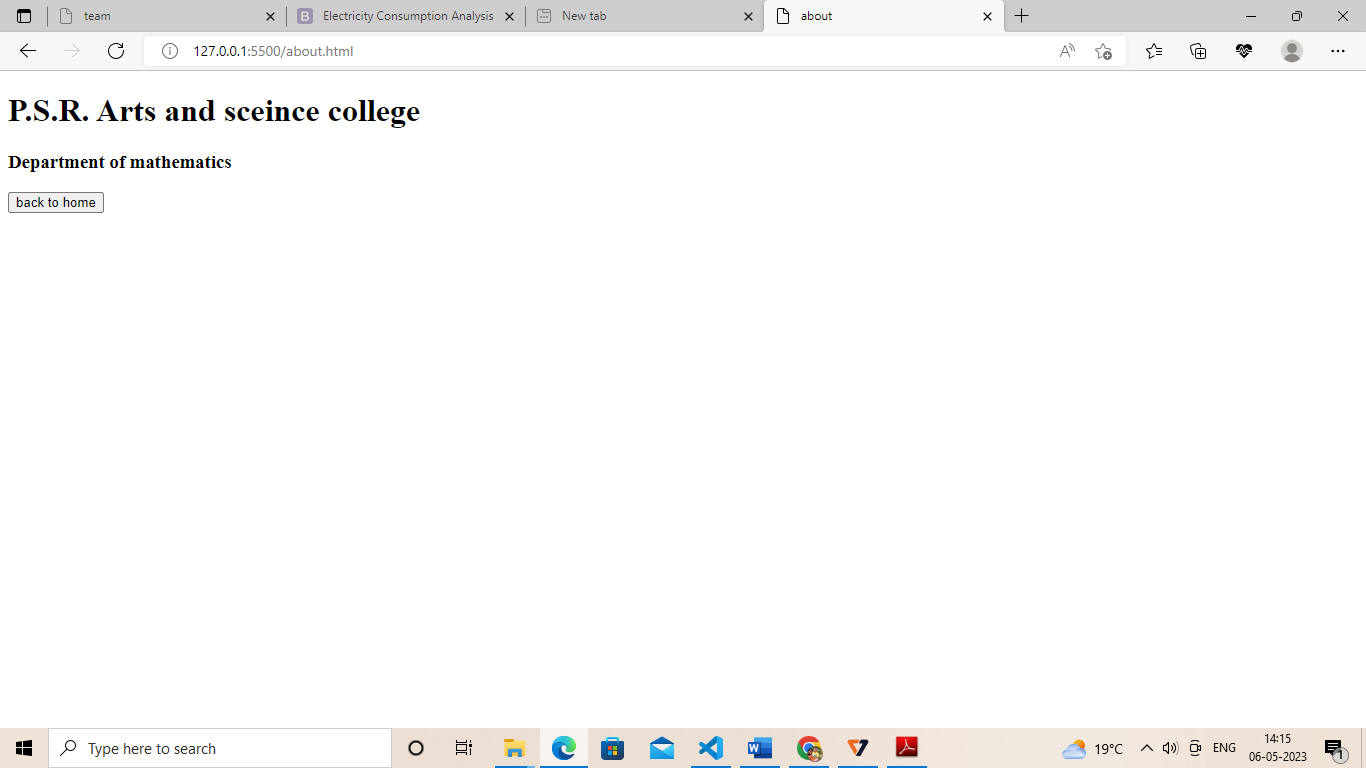 team
B Electricity Consumption Analysis
New tab
about
127.0.0.1:5500/about.html
P.S.R. Arts and sceince college
Department of mathematics
back to home
Type here to search
19°C
ENG
14:15
06-05-2023
1